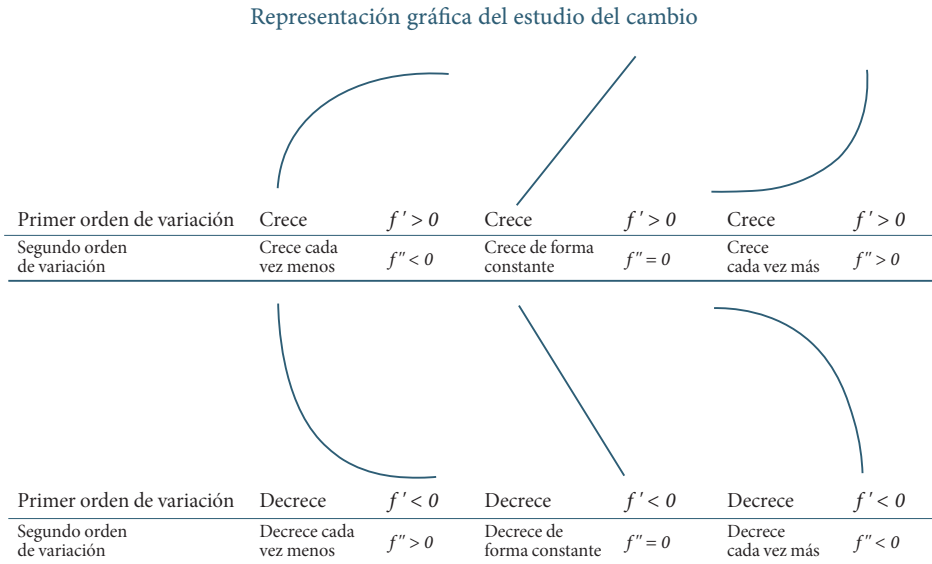 Representación gráfica del estudio del cambio
Primer orden de variación Crece f ' > 0 Crece f ' > 0 Crece f ' > 0
Segundo orden Crece cada Crece de forma Crece
de variación vez menos f" < 0 constante f" = 0 cada vez más f" > 0
Primer orden de variación Decrece f ' < 0 Decrece f ' < 0 Decrece f ' < 0
Segundo orden Decrece cada Decrece de Decrece
de variación vez menos f" > 0 forma constante f" = 0 cada vez más f" < 0